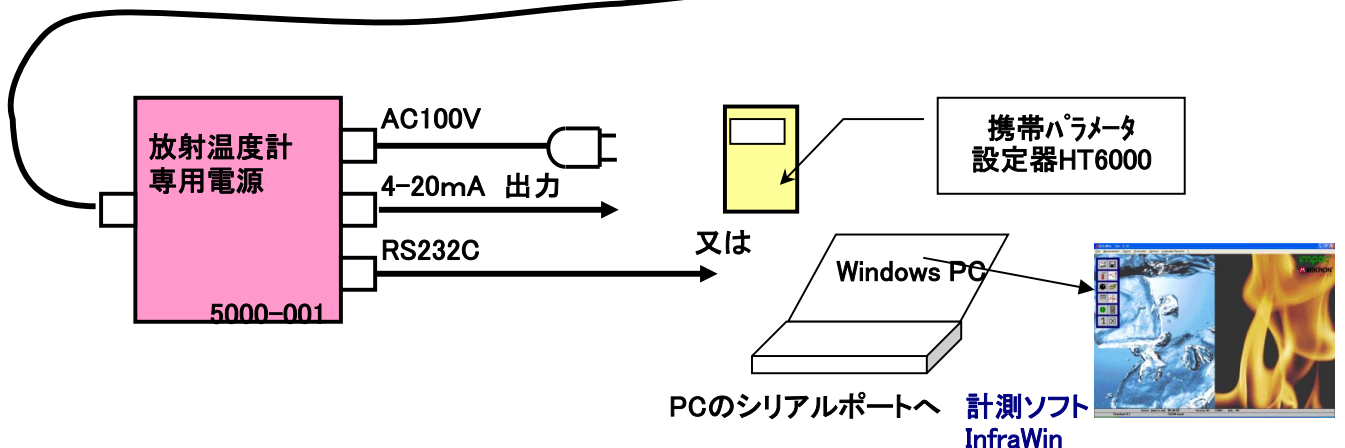 放射温度計
専用電源
5000-001
AC100V
4-20mA 出力
RS232C
又は
携帯パラメータ
設定器HT6000
Windows PC
PCのシリアルポートへ
計測ソフト
InfraWin
impac
MIKRON